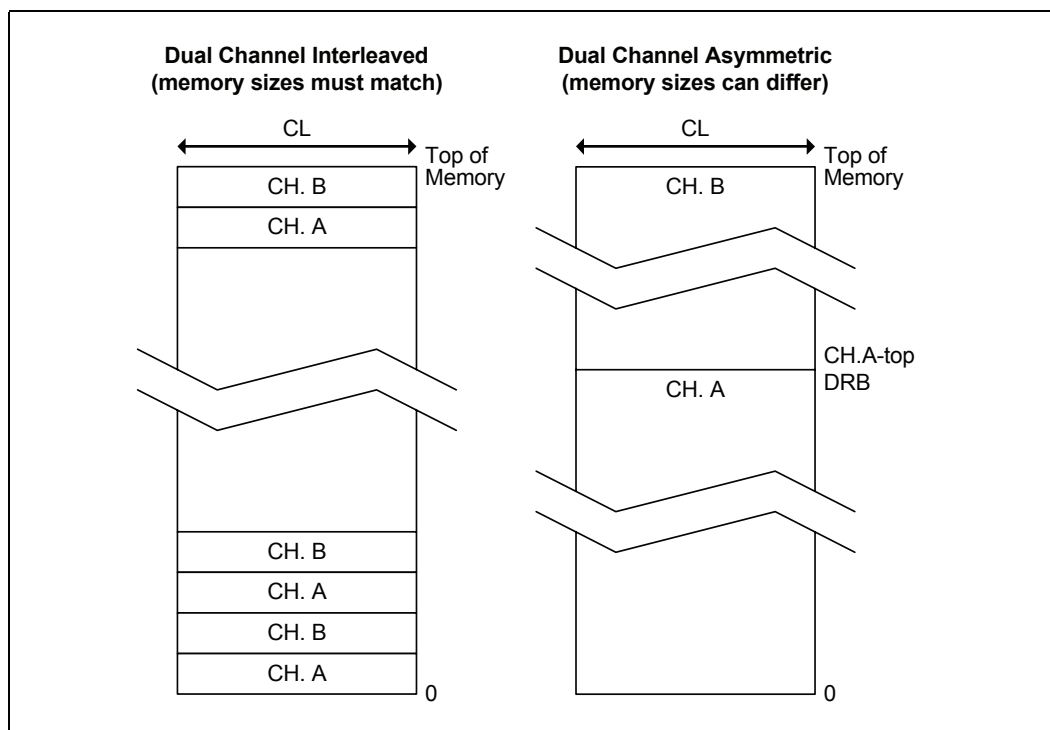 Dual Channel Interleaved
(memory sizes must match)
CL
Top of
Memory
CH. B
CH. A
CH. B
CH. A
CH. B
CH. A
0
Dual Channel Asymmetric
(memory sizes can differ)
CL
Top of
Memory
CH. B
CH.A-top
DRB
CH. A
0